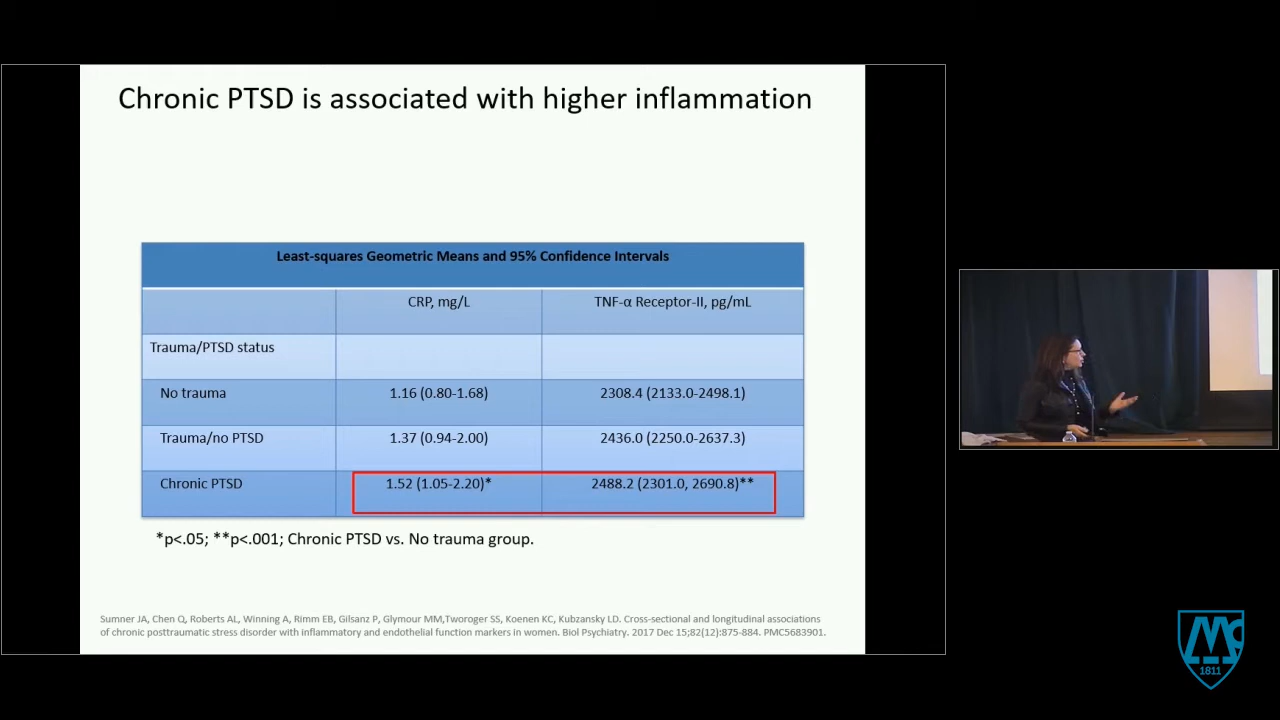 Chronic PTSD is associated with higher inflammation
Least-squares Geometric Means and 95% Confidence Intervals
CRP, mg/L TNF-α Receptor-II, pg/mL
Trauma/PTSD status
No trauma 1.16 (0.80-1.68) 2308.4 (2133.0-2498.1)
Trauma/no PTSD 1.37 (0.94-2.00) 2436.0 (2250.0-2637.3)
Chronic PTSD 1.52 (1.05-2.20)* 2488.2 (2301.0, 2690.8)**
*p<.05; **p<.001; Chronic PTSD vs. No trauma group.
Sumner JA, Chen Q, Roberts AL, Winning A, Rimm EB, Gilsanz P, Glymour MM,Tworoger SS, Koenen KC, Kubzansky LD. Cross-sectional and longitudinal associations
of chronic posttraumatic stress disorder with inflammatory and endothelial function markers in women. Biol Psychiatry. 2017 Dec 15;82(12):875-884. PMC5683901.
1811